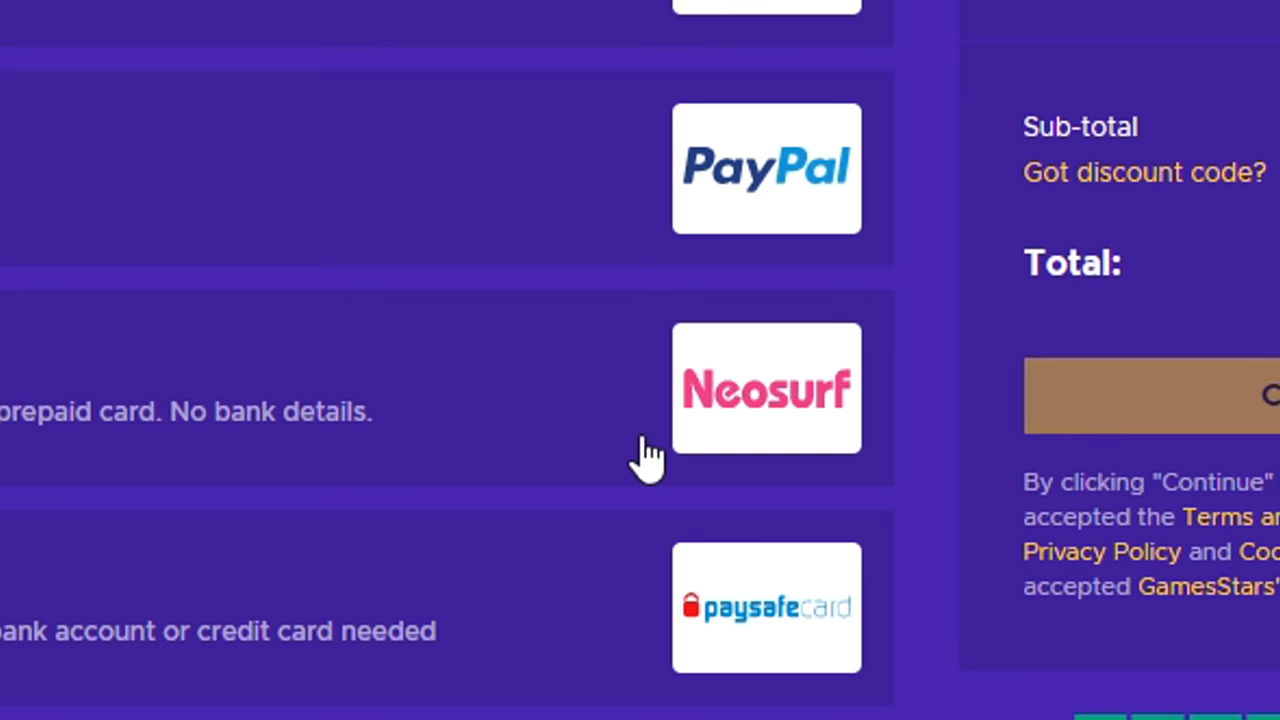 PayPal
Neosurf
prepaid card. No bank details.
paysafecard
bank account or credit card needed
Sub-total
Got discount code?
Total:
By clicking "Continue"
accepted the Terms
Privacy Policy and
accepted GamesStars'